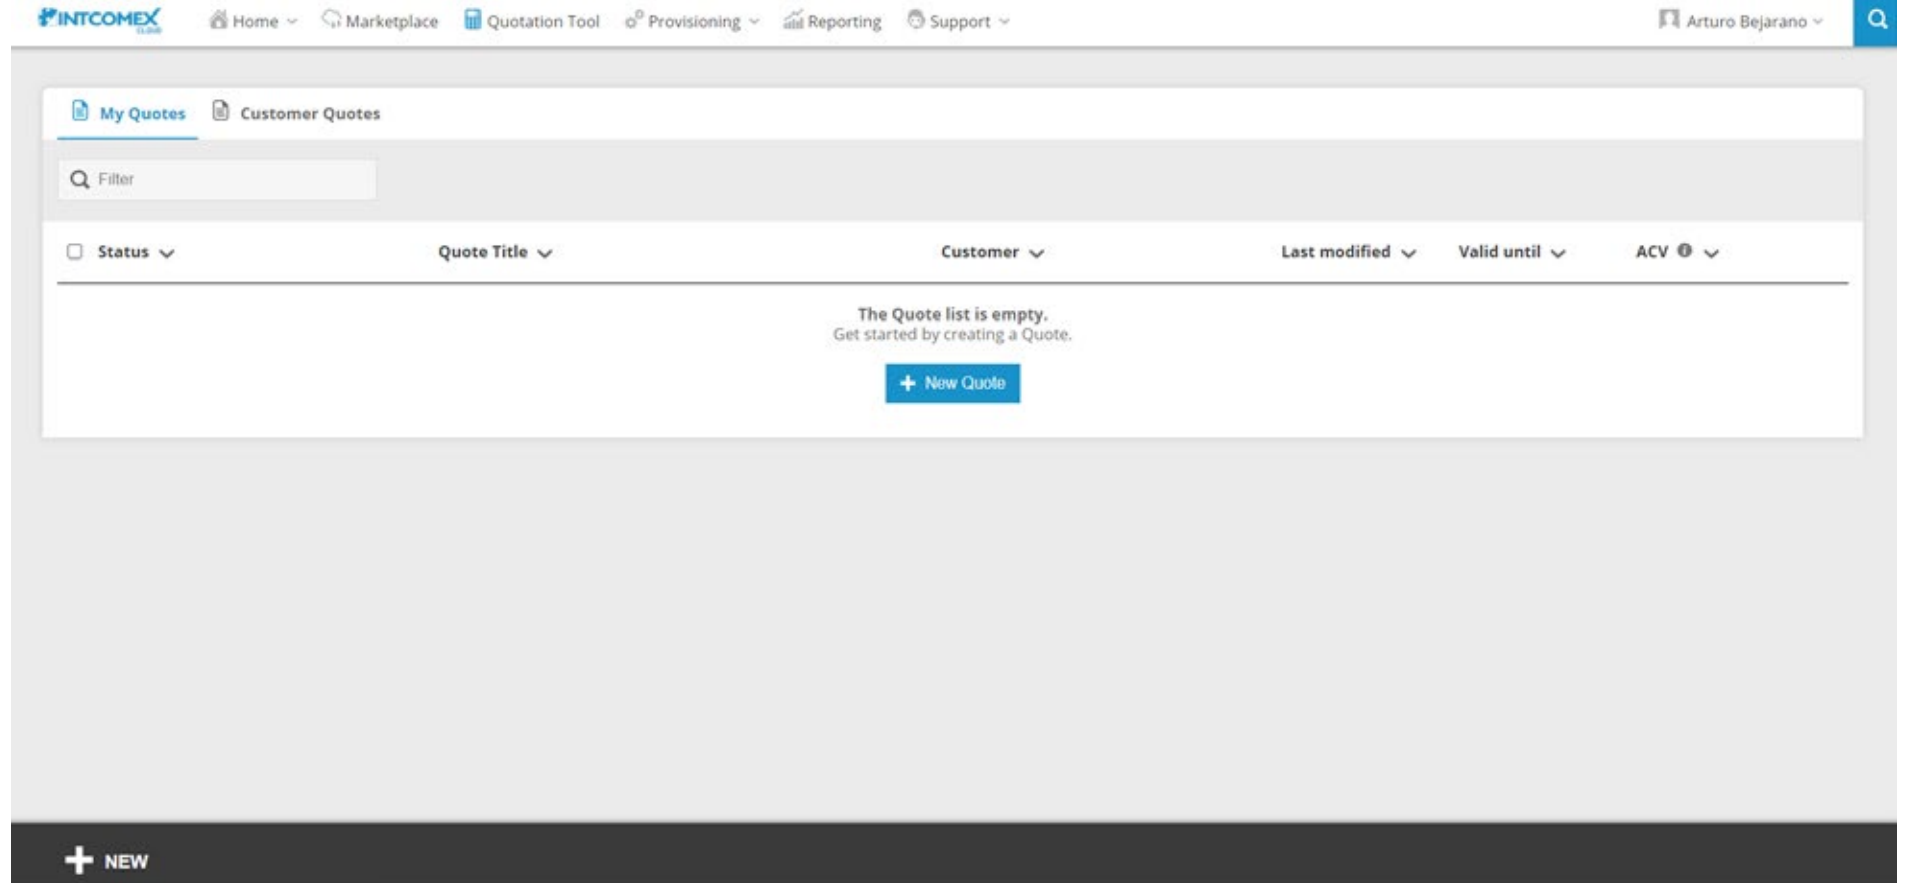 INTCOMEX
CLOUD
Home Marketplace Quotation Tool Provisioning Reporting Support Arturo Bejarano
My Quotes Customer Quotes
Filter
Status Quote Title Customer Last modified Valid until ACV
The Quote list is empty.
Get started by creating a Quote.
+ New Quote
+ NEW